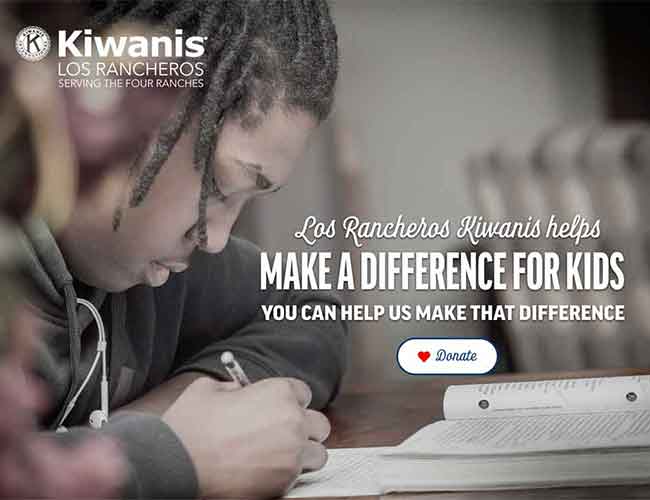 Kiwanis
LOS RANCHEROS
SERVING THE FOUR RANCHES
Los Rancheros Kiwanis helps
MAKE A DIFFERENCE FOR KIDS
YOU CAN HELP US MAKE THAT DIFFERENCE
Donate